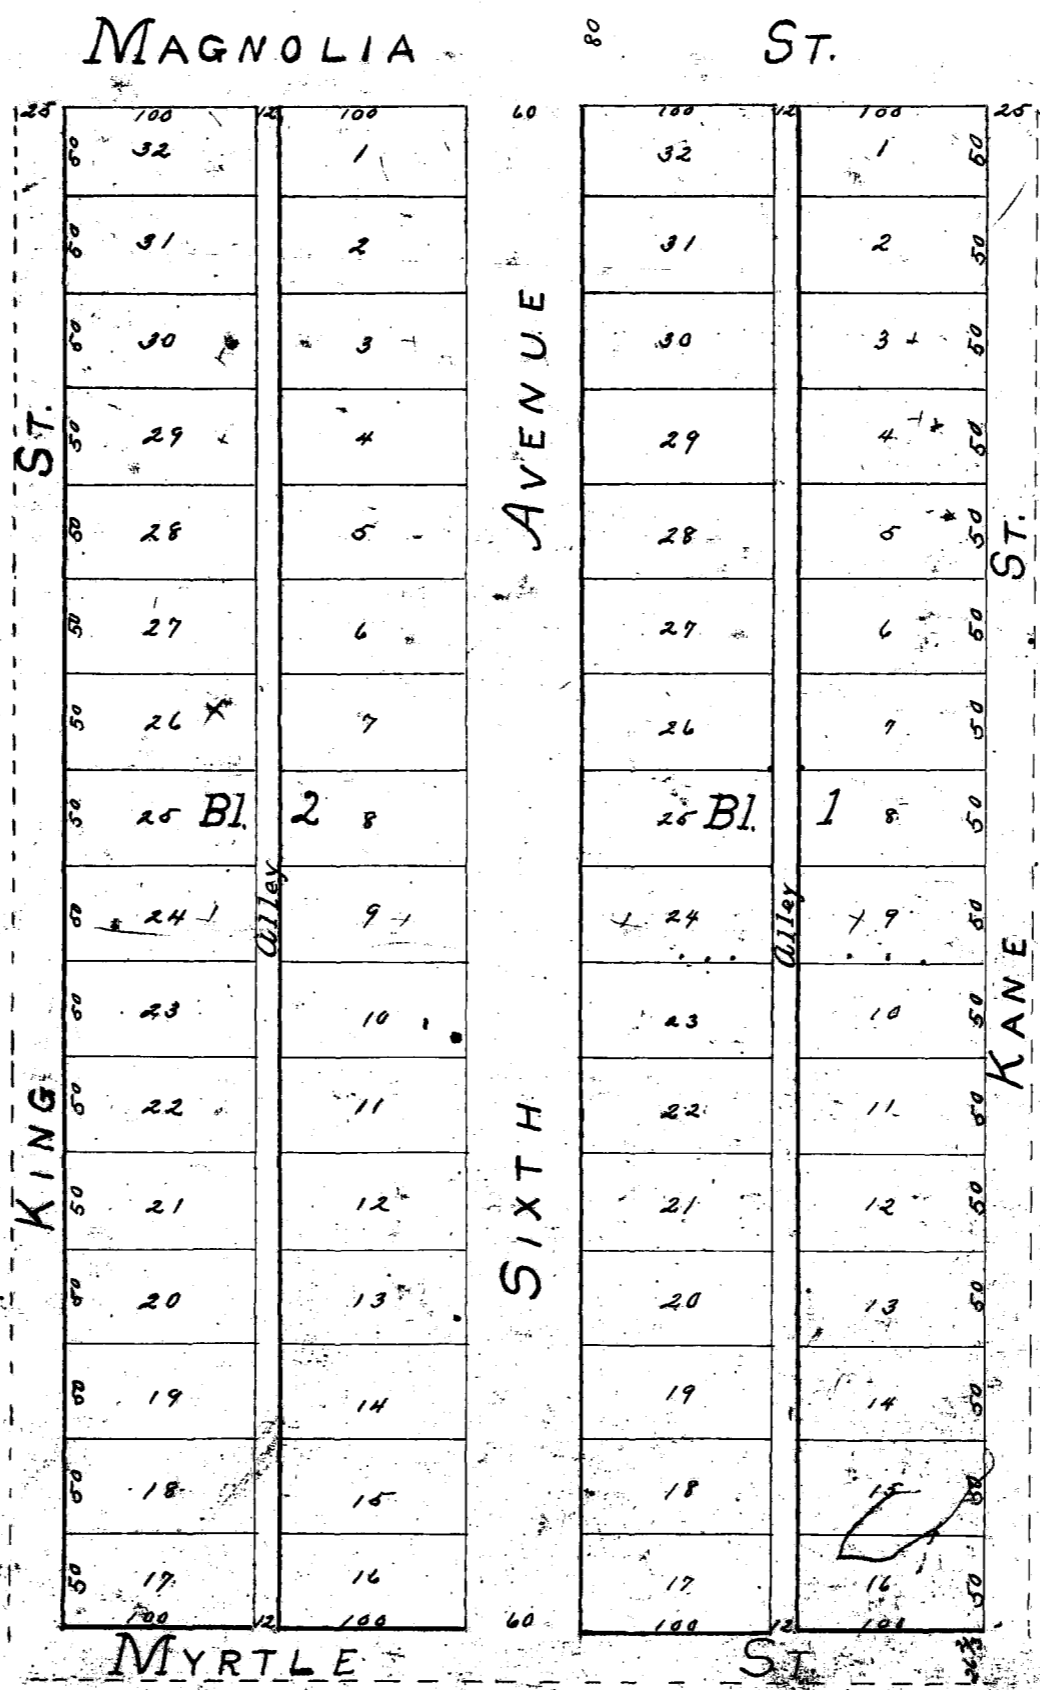 MAGNOLIA 80 ST.
25 100 12 100 60 100 12 100 25
50 32 1 32 1 50
50 31 2 31 2 50
50 30 3 30 3 50
50 29 4 29 4 50
50 28 5 28 5 50
50 27 6 27 6 50
50 26 7 26 7 50
50 25 Bl. 2 8 25 Bl. 1 8 50
50 24 9 24 9 50
50 23 10 23 10 50
50 22 11 22 11 50
50 21 12 21 12 50
50 20 13 20 13 50
50 19 14 19 14 50
50 18 15 18 15 50
50 17 16 17 16 50
100 12 100 60 100 12 100
MYRTLE ST.
KING ST.
Alley
SIXTH AVENUE
Alley
KANE ST.